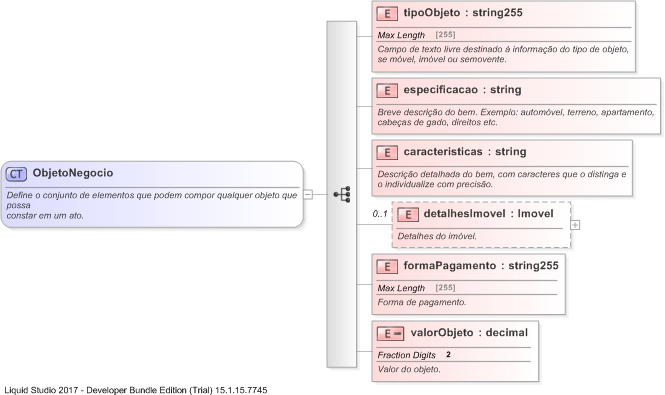 E tipoObjeto : string255
Max Length [255]
Campo de texto livre destinado à informação do tipo de objeto,
se móvel, imóvel ou semovente.
E especificacao : string
Breve descrição do bem. Exemplo: automóvel, terreno, apartamento,
cabeças de gado, direitos etc.
E caracteristicas : string
Descrição detalhada do bem, com caracteres que o distinga e
o individualize com precisão.
CT ObjetoNegocio
Define o conjunto de elementos que podem compor qualquer objeto que
possa
constar em um ato.
0..1 E detalhesImovel : Imovel
Detalhes do imóvel.
E formaPagamento : string255
Max Length [255]
Forma de pagamento.
E valorObjeto : decimal
Fraction Digits 2
Valor do objeto.
Liquid Studio 2017 - Developer Bundle Edition (Trial) 15.1.15.7745